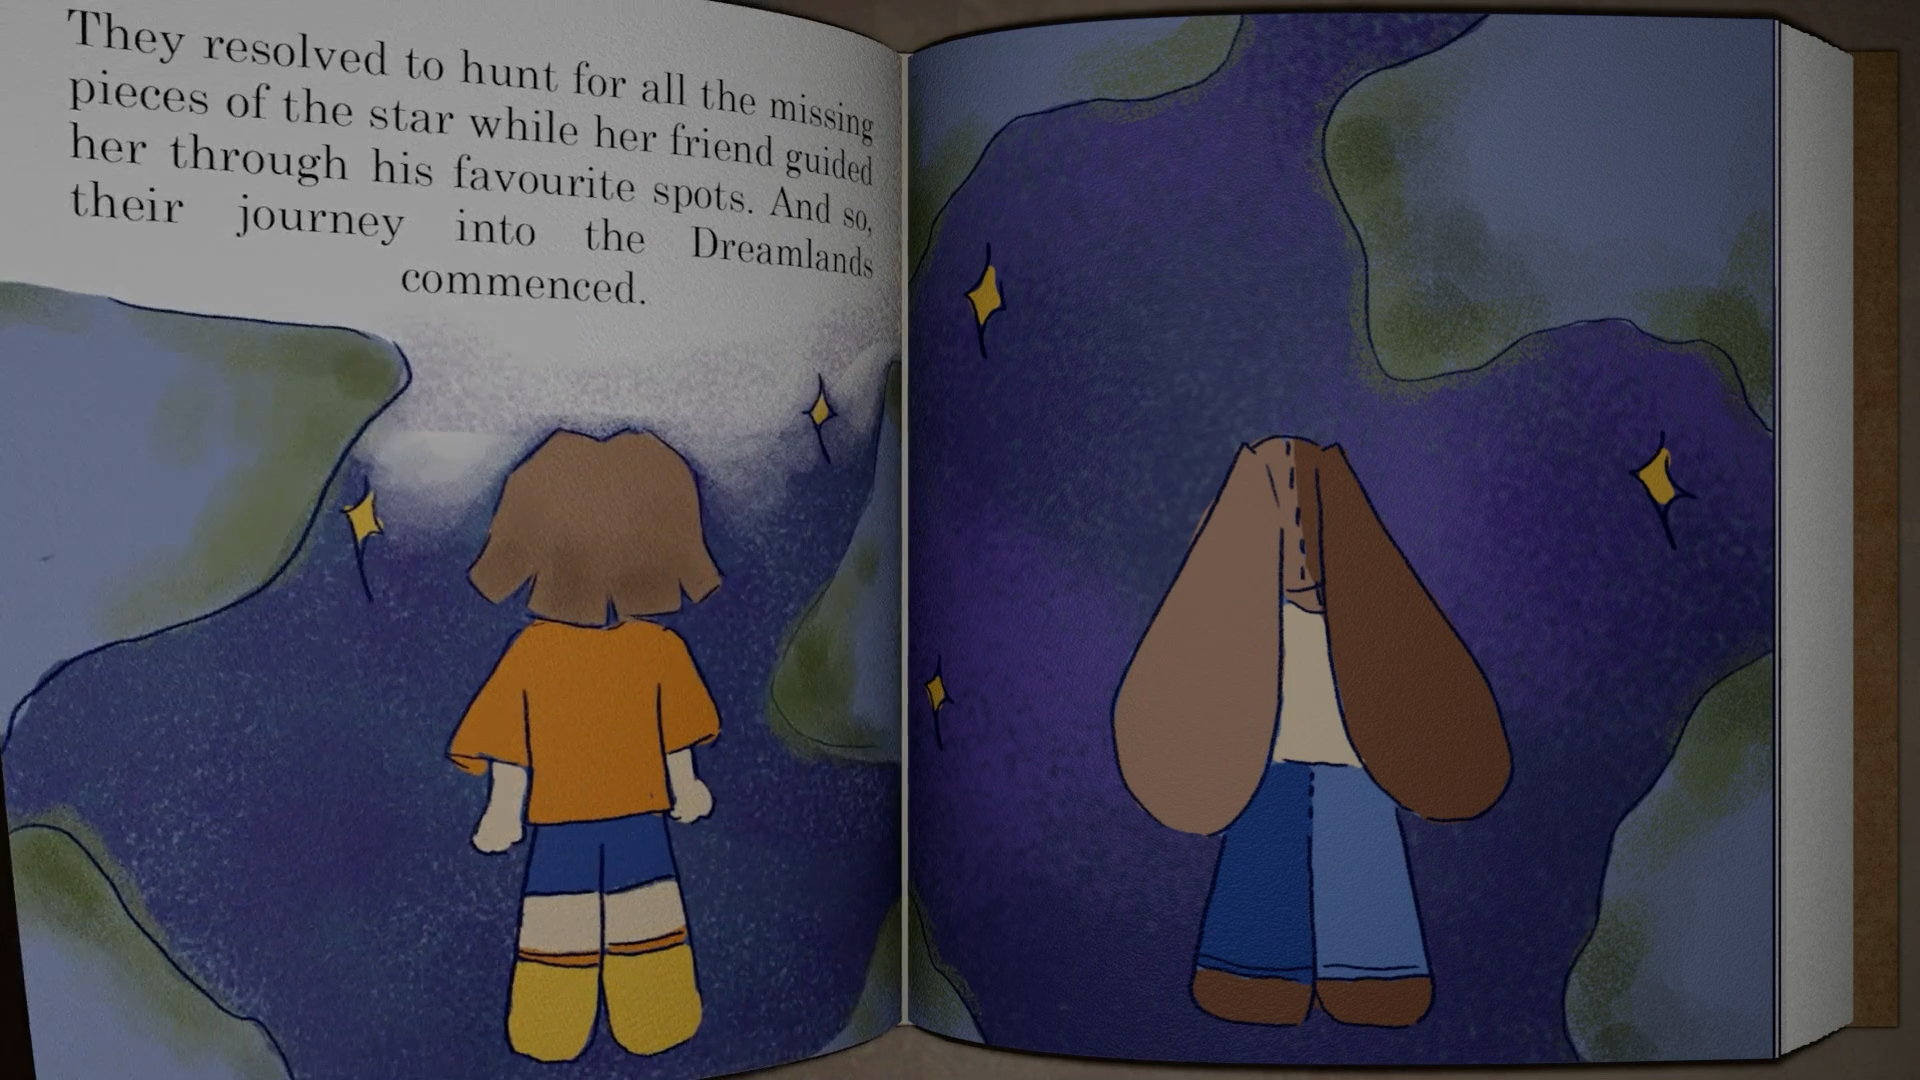 They resolved to hunt for all the missing
pieces of the star while her friend guided
her through his favourite spots. And so,
their journey into the Dreamlands
commenced.